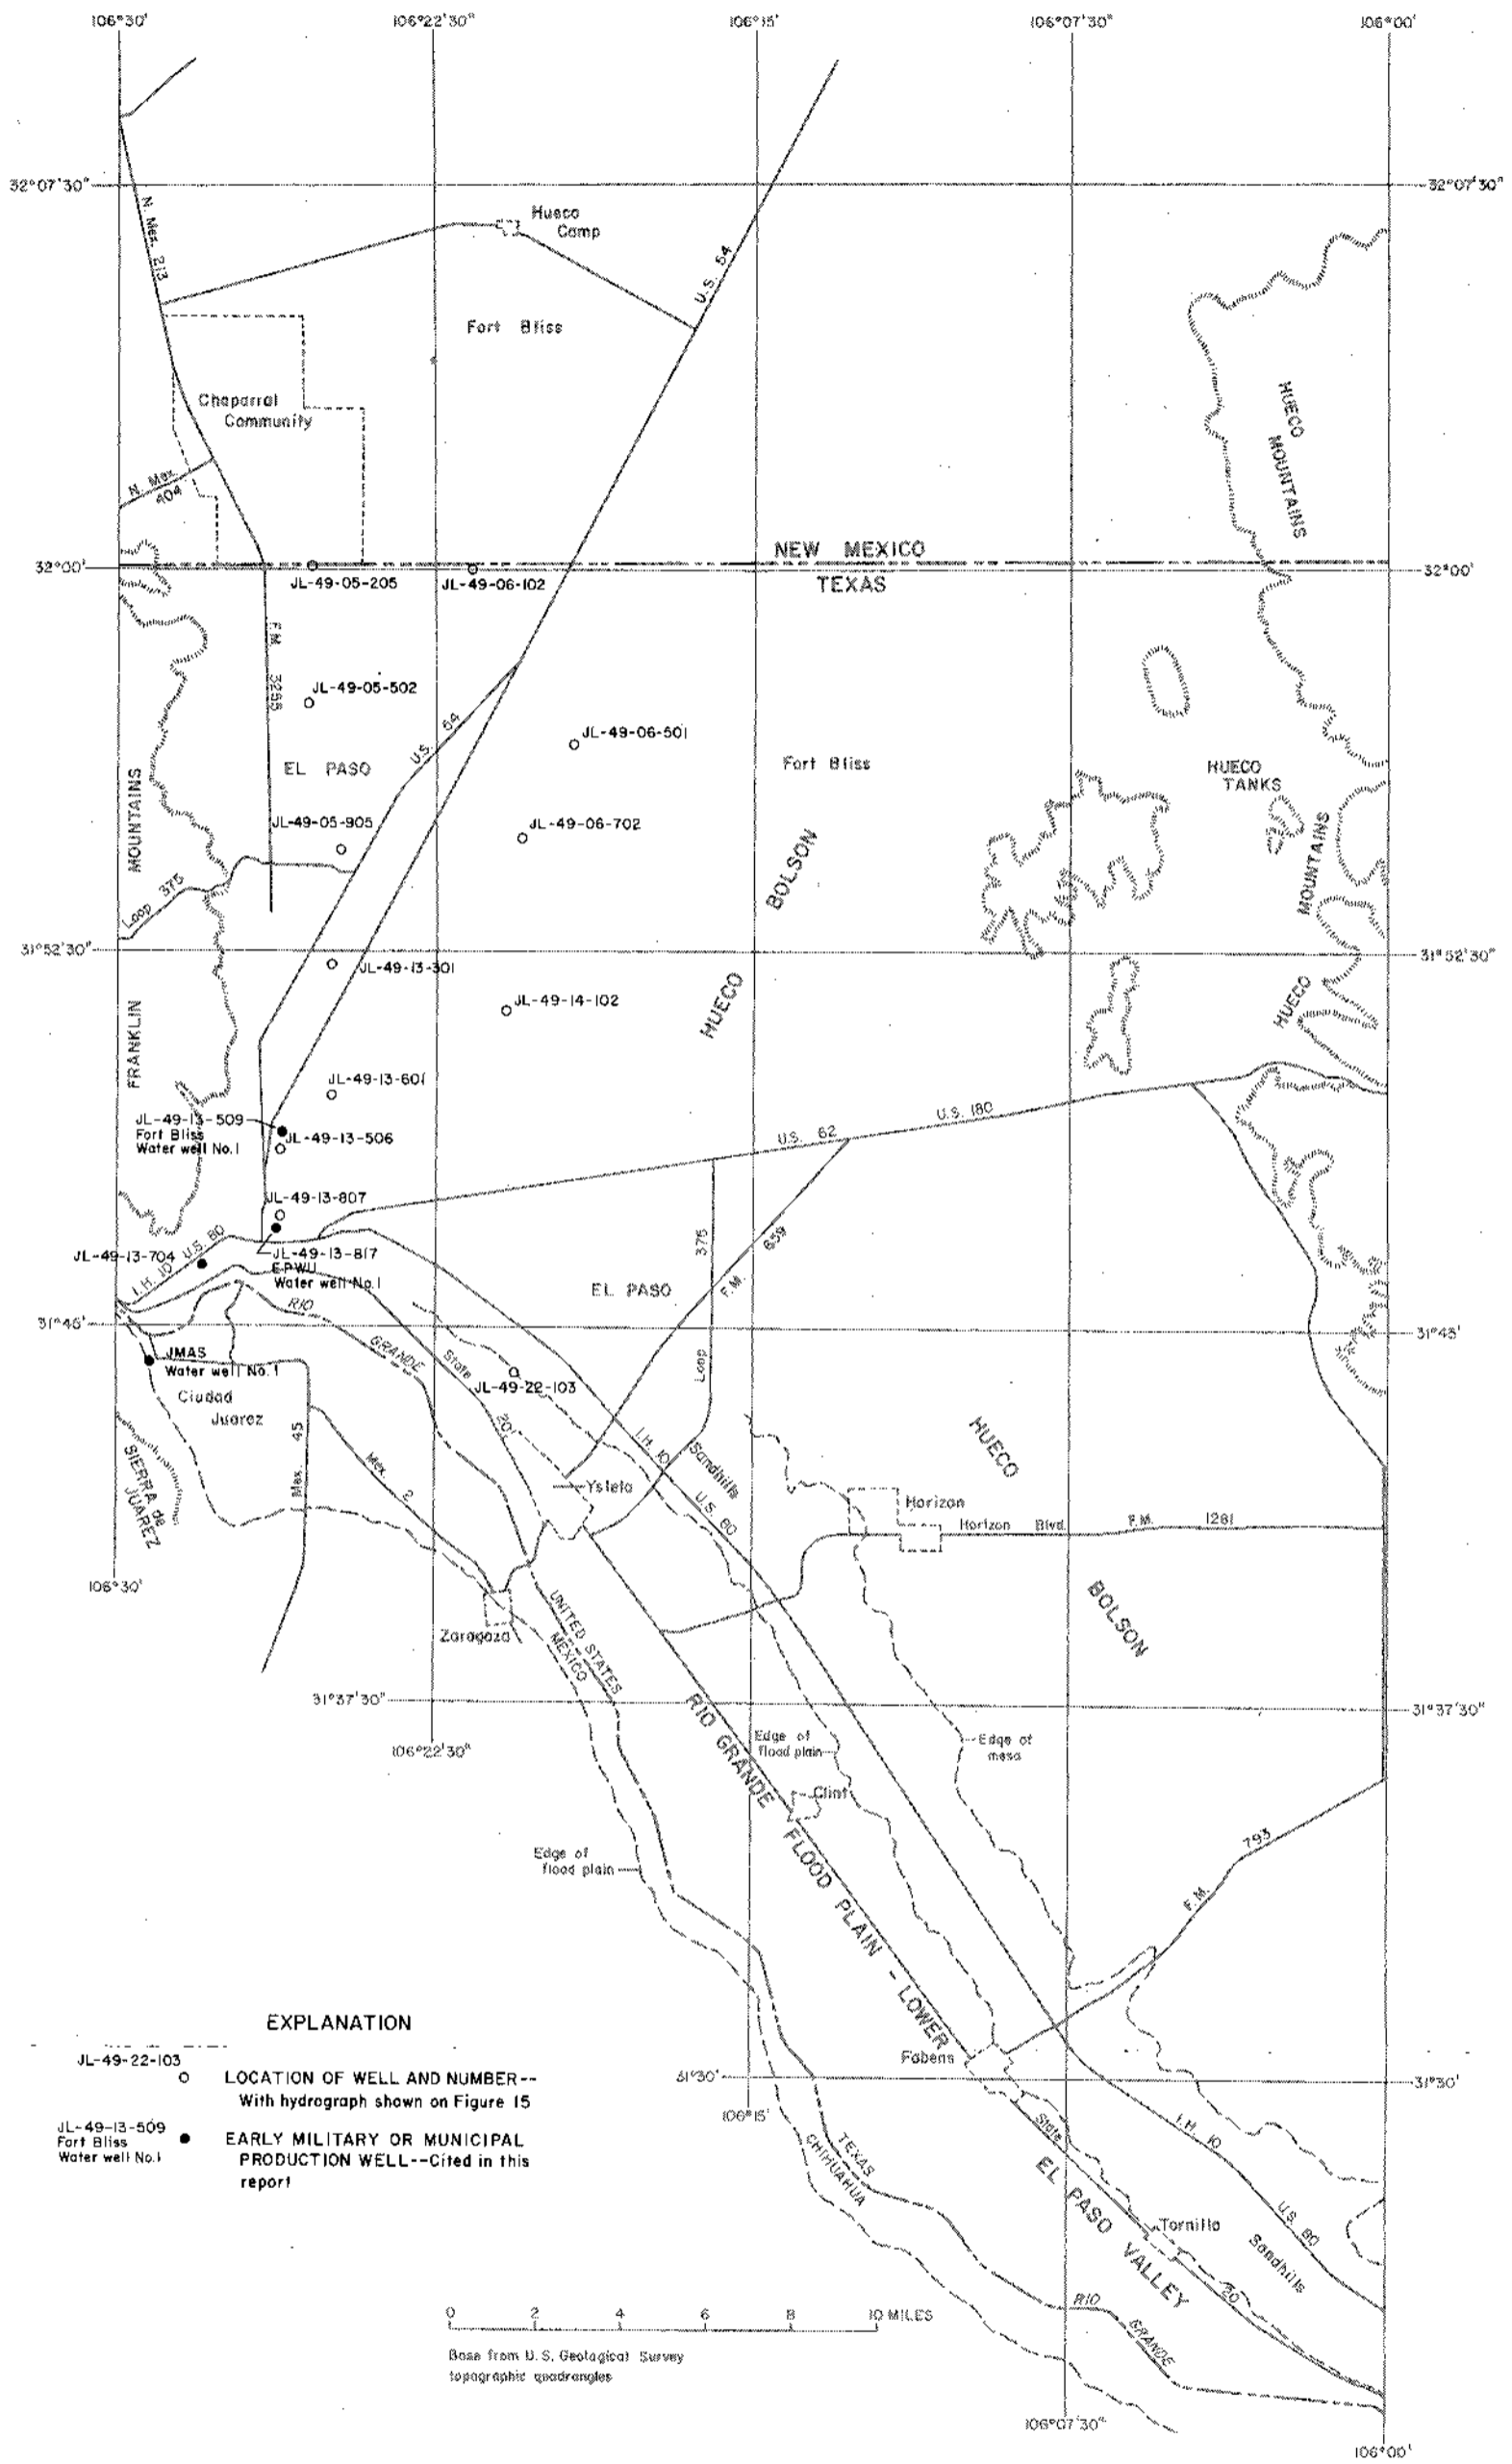 106°30'
106°22'30"
106°15'
106°07'30"
106°00'
32°07'30"
32°07'30"
N. Mex. 213
Hueco
Camp
U.S. 54
Fort Bliss
HUECO
MOUNTAINS
Chaparral
Community
N. Mex.
404
NEW MEXICO
TEXAS
32°00'
32°00'
JL-49-05-205
JL-49-06-102
F.M. 3255
JL-49-05-502
U.S. 54
JL-49-06-501
EL PASO
Fort Bliss
HUECO
TANKS
JL-49-05-905
JL-49-06-702
MOUNTAINS
BOLSON
MOUNTAINS
Loop 375
31°52'30"
31°52'30"
JL-49-13-301
JL-49-14-102
HUECO
HUECO
FRANKLIN
JL-49-13-601
JL-49-13-509
Fort Bliss
Water well No.1
JL-49-13-506
U.S. 62
U.S. 180
JL-49-13-807
JL-49-13-704
I.H. 10
U.S. 80
JL-49-13-817
EPWU
Water well No.1
375
659
F.M.
EL PASO
RIO
GRANDE
31°45'
31°45'
JMAS
Water well No.1
State
20
Loop
JL-49-22-103
Ciudad
Juarez
Mex. 45
Mex. 2
SIERRA de
JUAREZ
I.H. 10
Sandhills
U.S. 80
HUECO
Ysleta
Horizon
Horizon Blvd.
F.M.
1281
106°30'
BOLSON
Zaragoza
UNITED STATES
MEXICO
31°37'30"
31°37'30"
106°22'30"
RIO GRANDE
FLOOD PLAIN - LOWER
Edge of
flood plain
Edge of
mesa
Clint
793
F.M.
Edge of
flood plain
Fabens
31°30'
31°30'
106°15'
TEXAS
CHIHUAHUA
State
20
I.H. 10
EL PASO VALLEY
U.S. 80
Tornillo
Sandhills
RIO
GRANDE
106°07'30"
106°00'
EXPLANATION
JL-49-22-103
LOCATION OF WELL AND NUMBER--
With hydrograph shown on Figure 15
JL-49-13-509
Fort Bliss
Water well No.1
EARLY MILITARY OR MUNICIPAL
PRODUCTION WELL--Cited in this
report
0 2 4 6 8 10 MILES
Base from U.S. Geological Survey
topographic quadrangles